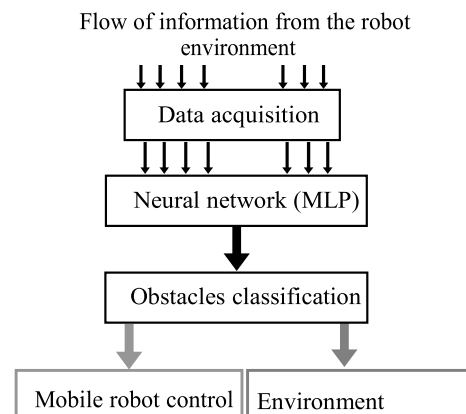 Flow of information from the robot
environment
Data acquisition
Neural network (MLP)
Obstacles classification
Mobile robot control
Environment